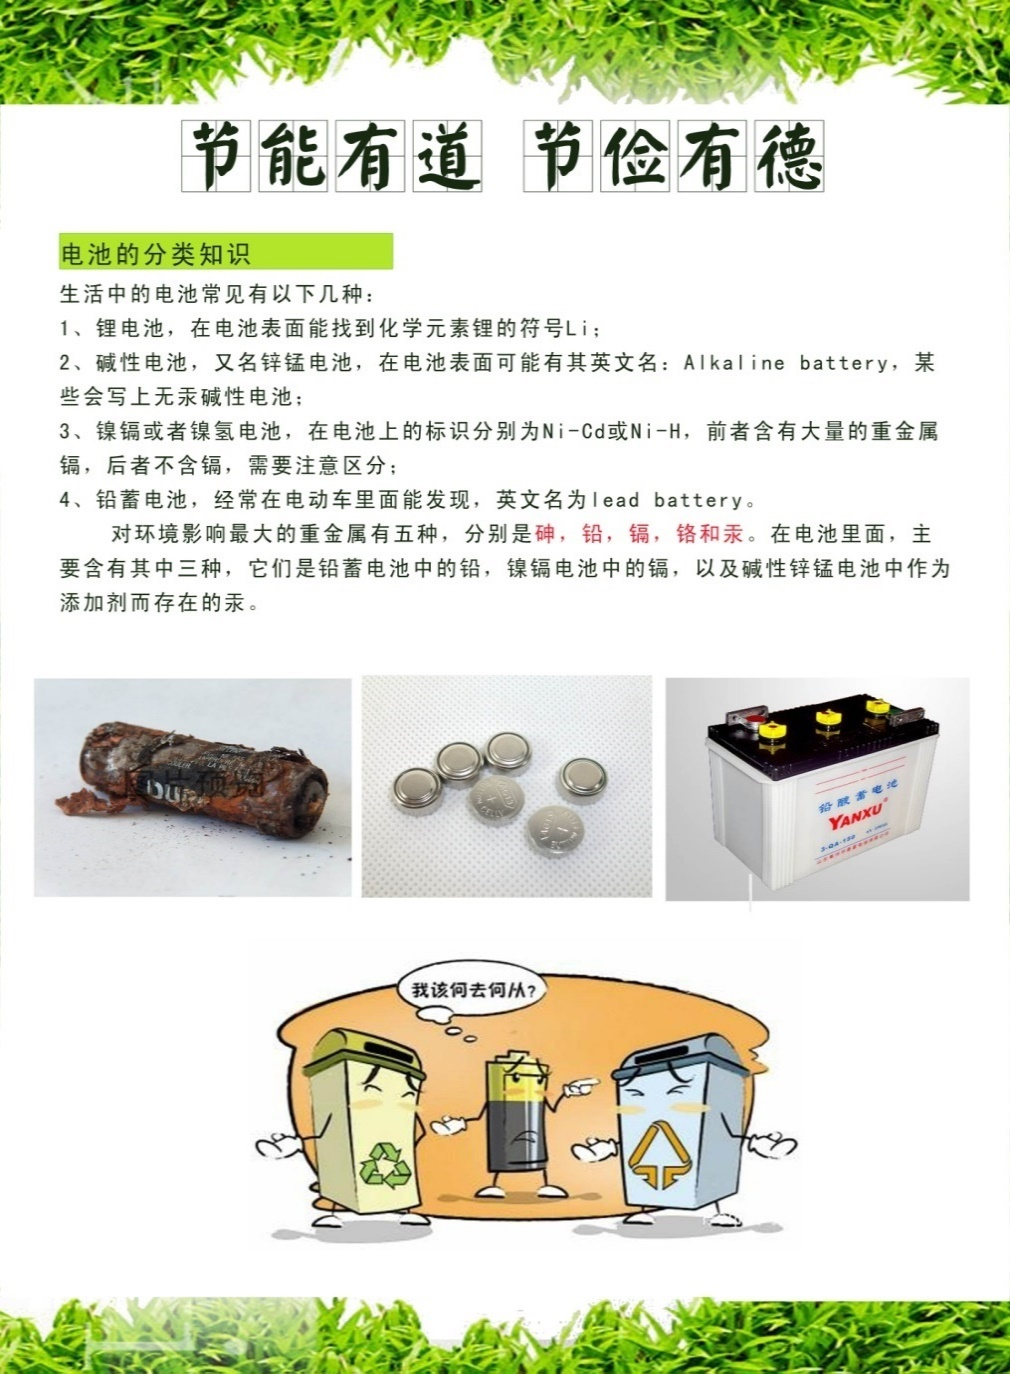 节能有道 节俭有德
电池的分类知识
生活中的电池常见有以下几种：
1、锂电池，在电池表面能找到化学元素锂的符号Li；
2、碱性电池，又名锌锰电池，在电池表面可能有其英文名：Alkaline battery，某
些会写上无汞碱性电池；
3、镍镉或者镍氢电池，在电池上的标识分别为Ni-Cd或Ni-H，前者含有大量的重金属
镉，后者不含镉，需要注意区分；
4、铅蓄电池，经常在电动车里面能发现，英文名为lead battery。
对环境影响最大的重金属有五种，分别是砷，铅，镉，铬和汞。在电池里面，主
要含有其中三种，它们是铅蓄电池中的铅，镍镉电池中的镉，以及碱性锌锰电池中作为
添加剂而存在的汞。
图片预览
铅酸蓄电池
YANXU
3-QA-150
我该何去何从?